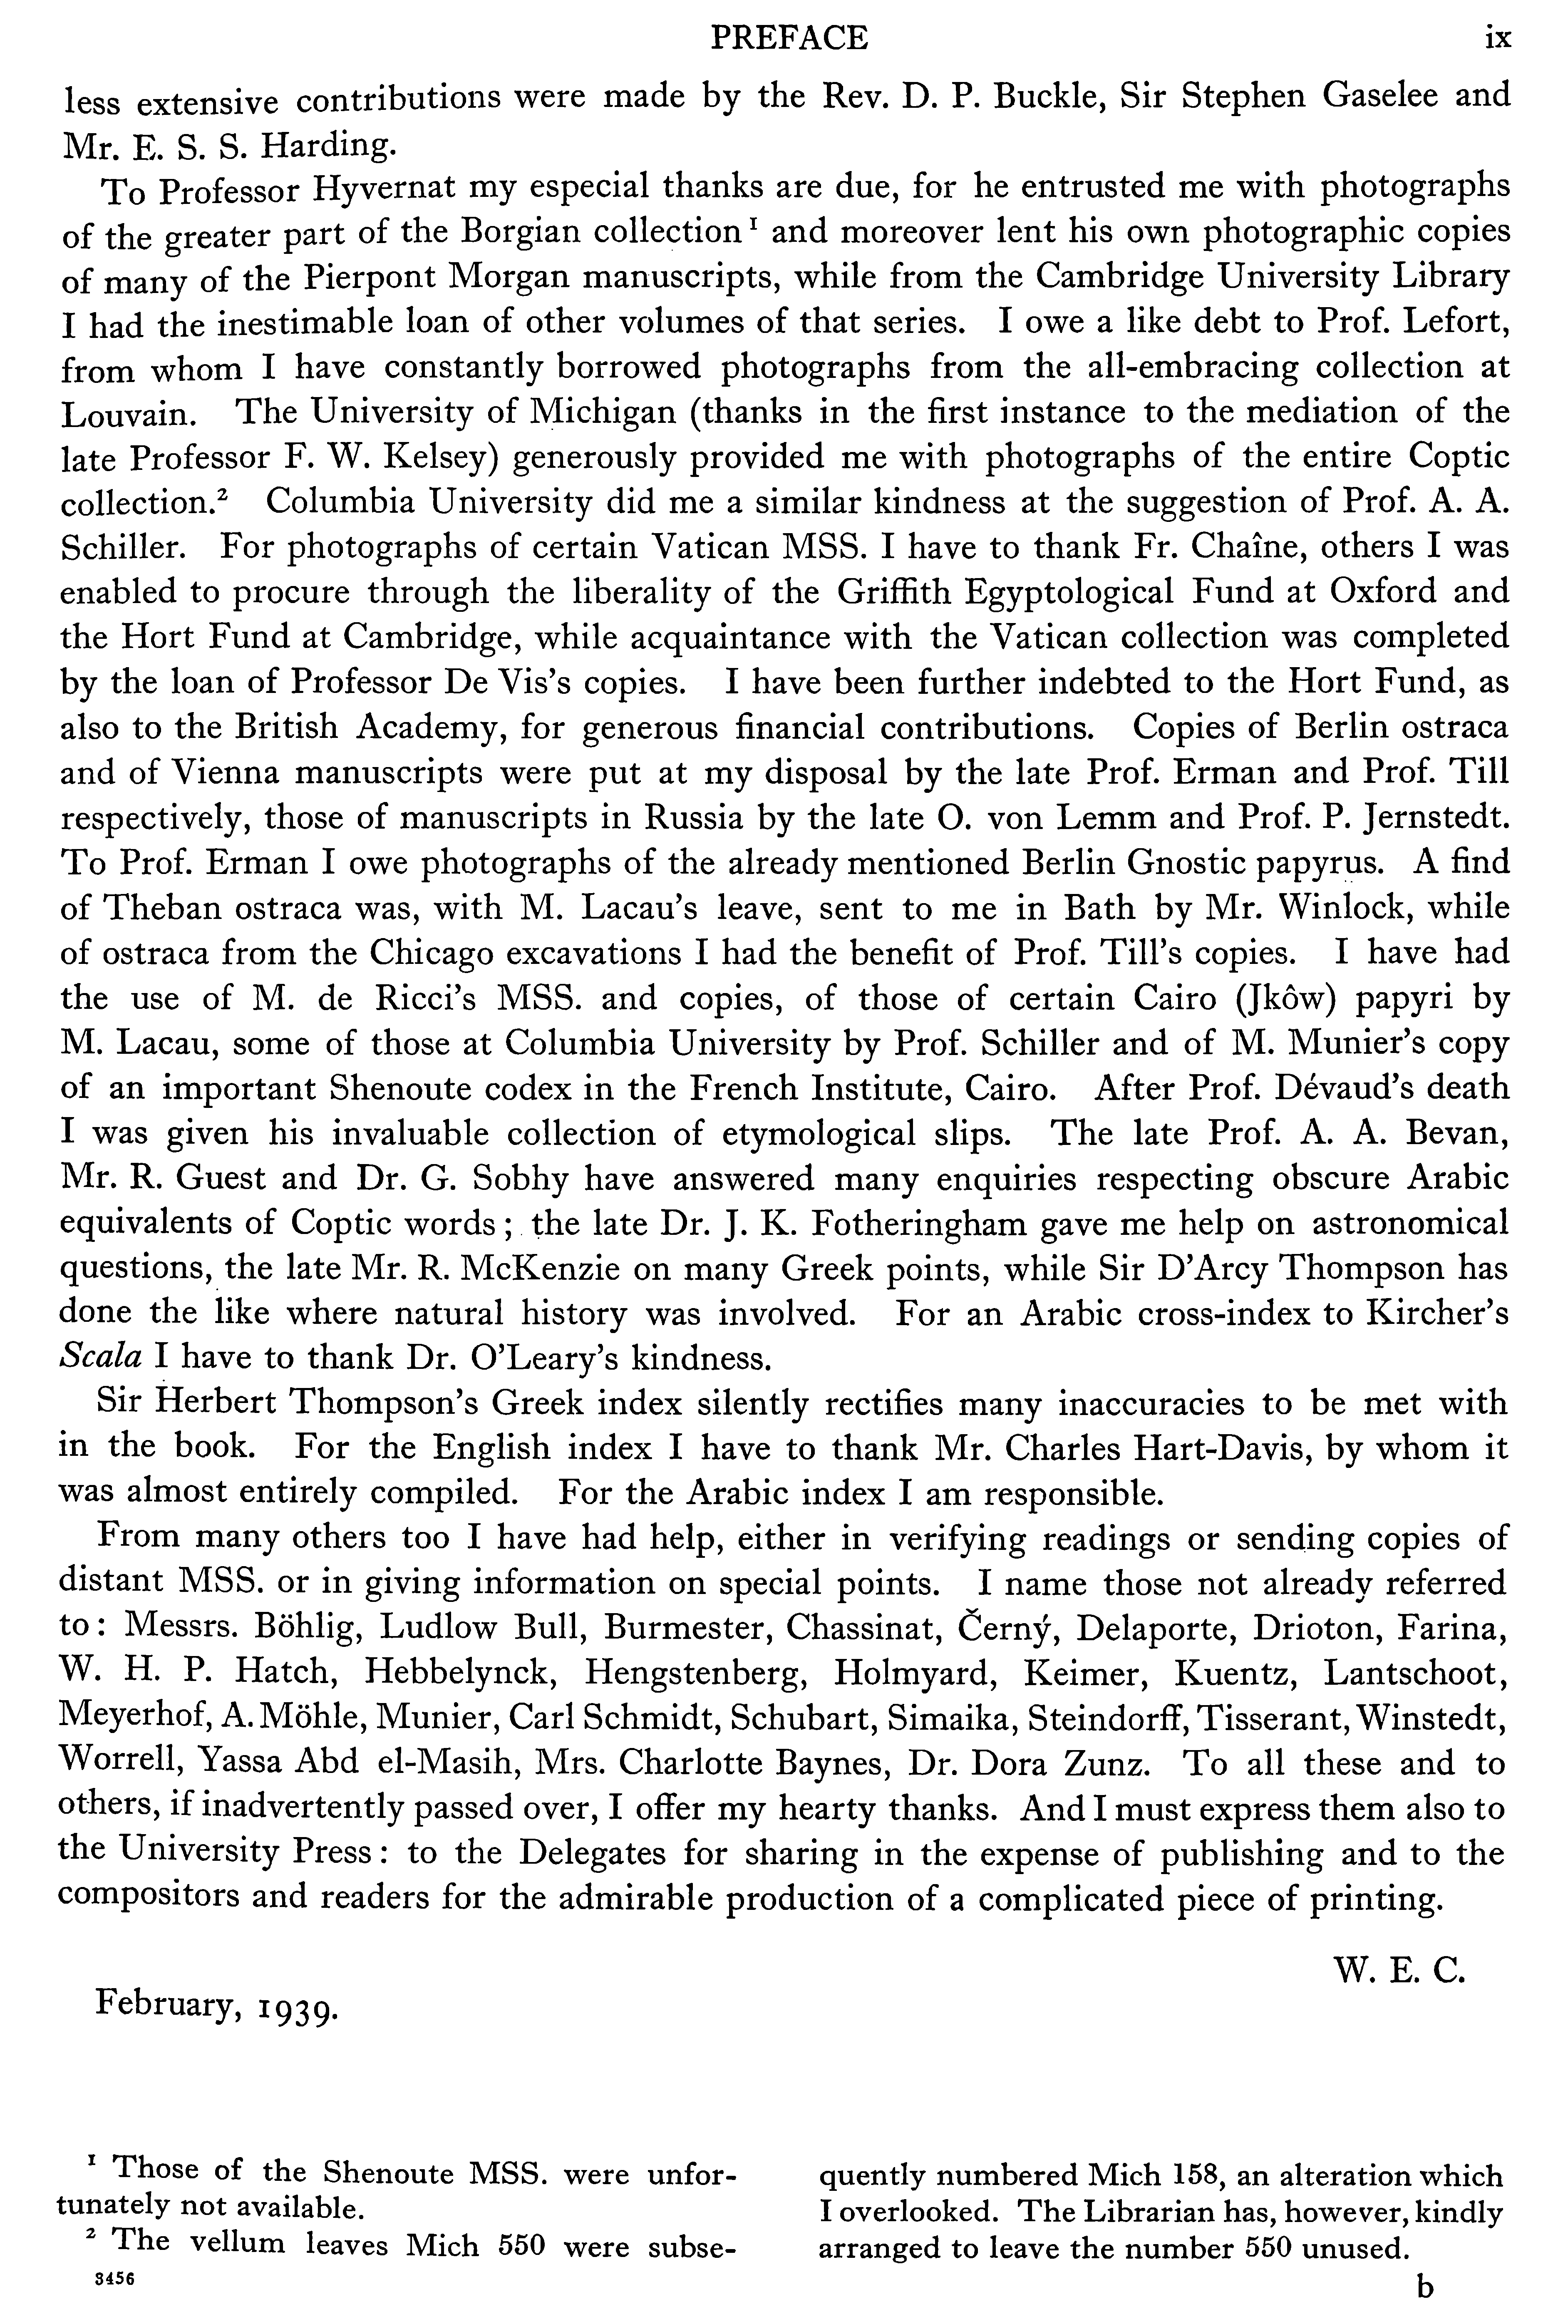 PREFACE ix
less extensive contributions were made by the Rev. D. P. Buckle, Sir Stephen Gaselee and
Mr. E. S. S. Harding.
To Professor Hyvernat my especial thanks are due, for he entrusted me with photographs
of the greater part of the Borgian collection¹ and moreover lent his own photographic copies
of many of the Pierpont Morgan manuscripts, while from the Cambridge University Library
I had the inestimable loan of other volumes of that series. I owe a like debt to Prof. Lefort,
from whom I have constantly borrowed photographs from the all-embracing collection at
Louvain. The University of Michigan (thanks in the first instance to the mediation of the
late Professor F. W. Kelsey) generously provided me with photographs of the entire Coptic
collection.² Columbia University did me a similar kindness at the suggestion of Prof. A. A.
Schiller. For photographs of certain Vatican MSS. I have to thank Fr. Chaîne, others I was
enabled to procure through the liberality of the Griffith Egyptological Fund at Oxford and
the Hort Fund at Cambridge, while acquaintance with the Vatican collection was completed
by the loan of Professor De Vis's copies. I have been further indebted to the Hort Fund, as
also to the British Academy, for generous financial contributions. Copies of Berlin ostraca
and of Vienna manuscripts were put at my disposal by the late Prof. Erman and Prof. Till
respectively, those of manuscripts in Russia by the late O. von Lemm and Prof. P. Jernstedt.
To Prof. Erman I owe photographs of the already mentioned Berlin Gnostic papyrus. A find
of Theban ostraca was, with M. Lacau's leave, sent to me in Bath by Mr. Winlock, while
of ostraca from the Chicago excavations I had the benefit of Prof. Till's copies. I have had
the use of M. de Ricci's MSS. and copies, of those of certain Cairo (Jkôw) papyri by
M. Lacau, some of those at Columbia University by Prof. Schiller and of M. Munier's copy
of an important Shenoute codex in the French Institute, Cairo. After Prof. Dévaud's death
I was given his invaluable collection of etymological slips. The late Prof. A. A. Bevan,
Mr. R. Guest and Dr. G. Sobhy have answered many enquiries respecting obscure Arabic
equivalents of Coptic words; the late Dr. J. K. Fotheringham gave me help on astronomical
questions, the late Mr. R. McKenzie on many Greek points, while Sir D'Arcy Thompson has
done the like where natural history was involved. For an Arabic cross-index to Kircher's
Scala I have to thank Dr. O'Leary's kindness.
Sir Herbert Thompson's Greek index silently rectifies many inaccuracies to be met with
in the book. For the English index I have to thank Mr. Charles Hart-Davis, by whom it
was almost entirely compiled. For the Arabic index I am responsible.
From many others too I have had help, either in verifying readings or sending copies of
distant MSS. or in giving information on special points. I name those not already referred
to: Messrs. Böhlig, Ludlow Bull, Burmester, Chassinat, Černý, Delaporte, Drioton, Farina,
W. H. P. Hatch, Hebbelynck, Hengstenberg, Holmyard, Keimer, Kuentz, Lantschoot,
Meyerhof, A. Möhle, Munier, Carl Schmidt, Schubart, Simaika, Steindorff, Tisserant, Winstedt,
Worrell, Yassa Abd el-Masih, Mrs. Charlotte Baynes, Dr. Dora Zunz. To all these and to
others, if inadvertently passed over, I offer my hearty thanks. And I must express them also to
the University Press: to the Delegates for sharing in the expense of publishing and to the
compositors and readers for the admirable production of a complicated piece of printing.
W. E. C.
February, 1939.
¹ Those of the Shenoute MSS. were unfor-
tunately not available.
² The vellum leaves Mich 550 were subse-
quently numbered Mich 158, an alteration which
I overlooked. The Librarian has, however, kindly
arranged to leave the number 550 unused.
3456 b